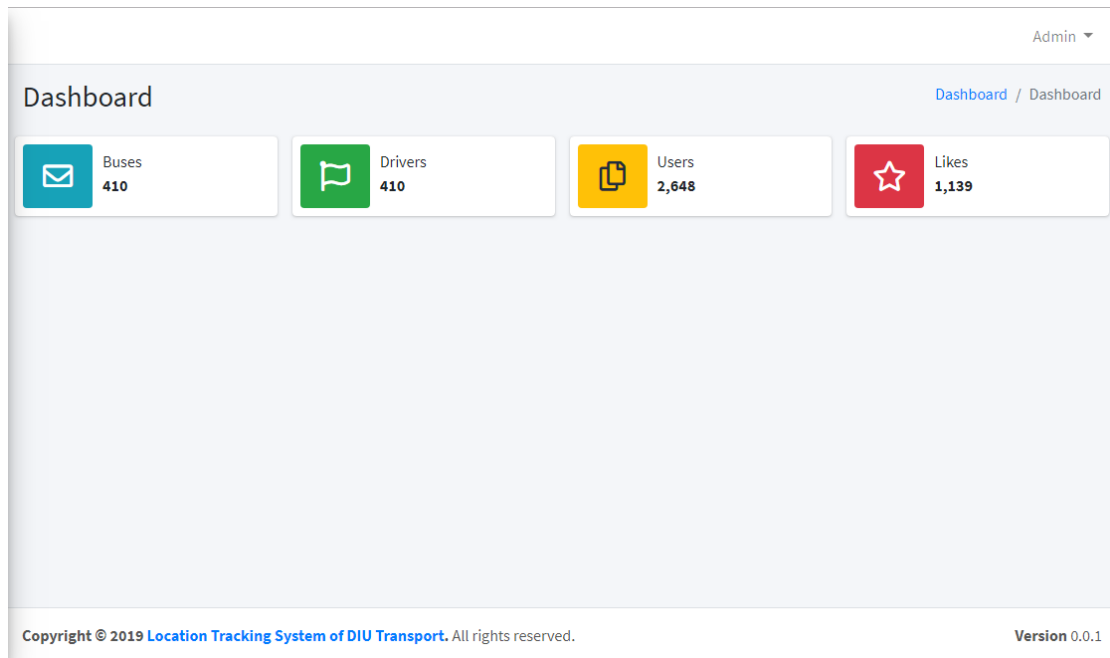 Admin
Dashboard
Dashboard / Dashboard
Buses
410
Drivers
410
Users
2,648
Likes
1,139
Copyright © 2019 Location Tracking System of DIU Transport. All rights reserved.
Version 0.0.1